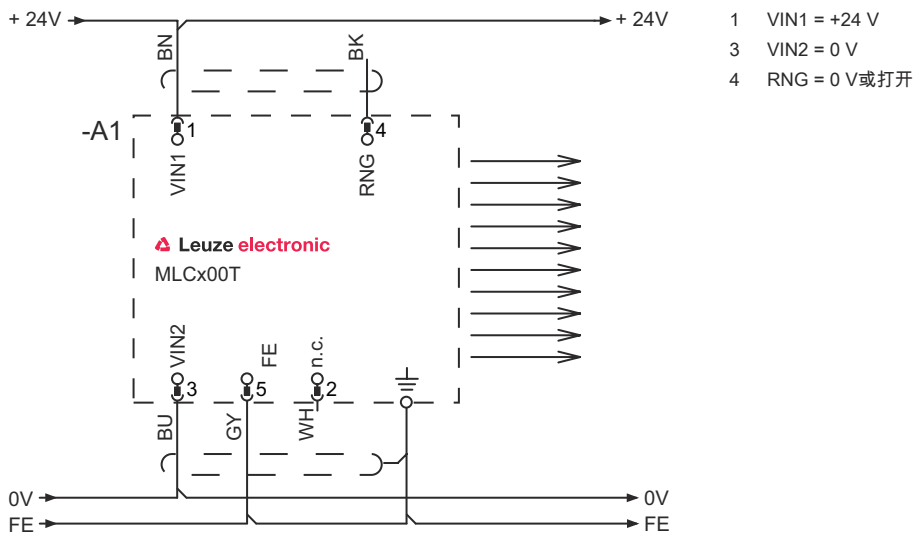 + 24V
+ 24V
1 VIN1 = +24 V
3 VIN2 = 0 V
4 RNG = 0 V或打开
BN
BK
-A1
1
4
VIN1
RNG
Leuze electronic
MLCx00T
VIN2
FE
n.c.
3
5
2
BU
GY
WH
0V
0V
FE
FE